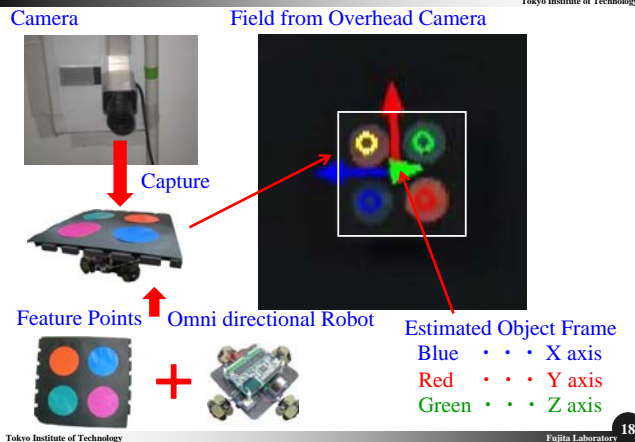 Tokyo Institute of Technology
Camera
Field from Overhead Camera
Capture
Feature Points
Omni directional Robot
Estimated Object Frame
Blue ・・・ X axis
Red ・・・ Y axis
Green ・・・ Z axis
Tokyo Institute of Technology
Fujita Laboratory
18